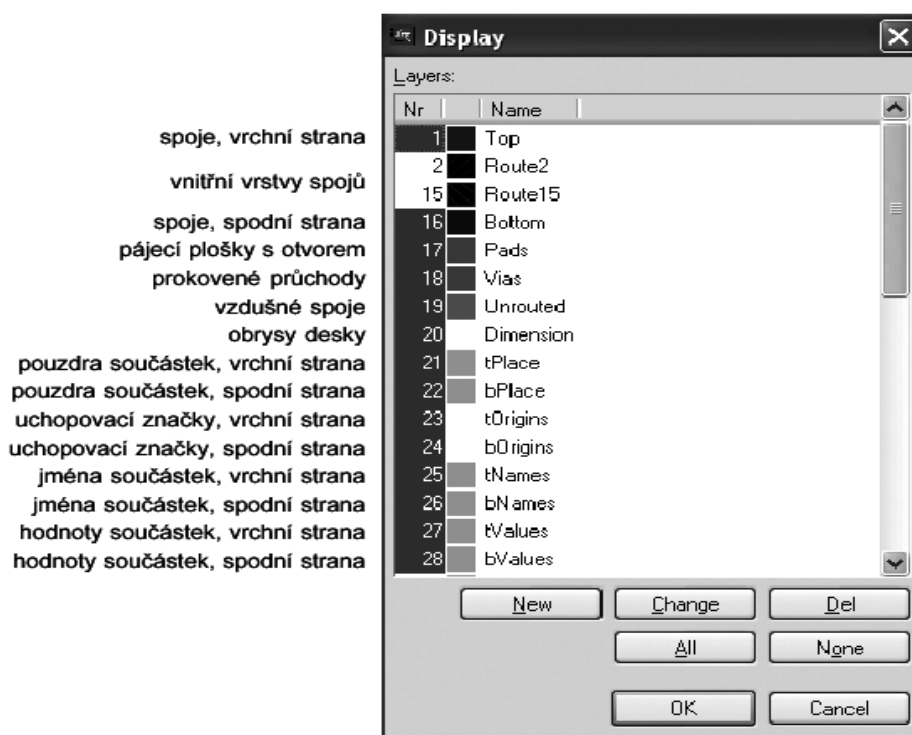 Display
Layers:
Nr Name
spoje, vrchní strana 1 Top
2 Route2
vnitřní vrstvy spojů
15 Route15
spoje, spodní strana 16 Bottom
pájecí plošky s otvorem 17 Pads
prokovené průchody 18 Vias
vzdušné spoje 19 Unrouted
obrysy desky 20 Dimension
pouzdra součástek, vrchní strana 21 tPlace
pouzdra součástek, spodní strana 22 bPlace
uchopovací značky, vrchní strana 23 tOrigins
uchopovací značky, spodní strana 24 bOrigins
jména součástek, vrchní strana 25 tNames
jména součástek, spodní strana 26 bNames
hodnoty součástek, vrchní strana 27 tValues
hodnoty součástek, spodní strana 28 bValues
New Change Del
All None
OK Cancel